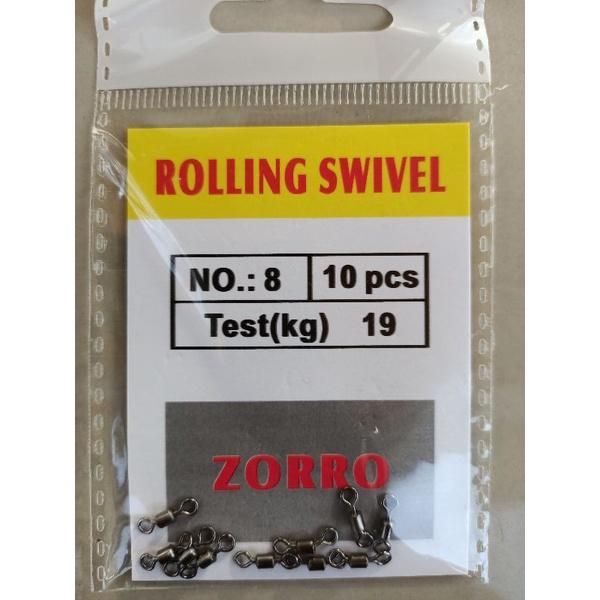 ROLLING SWIVEL
NO.: 8 10 pcs
Test(kg) 19
ZORRO